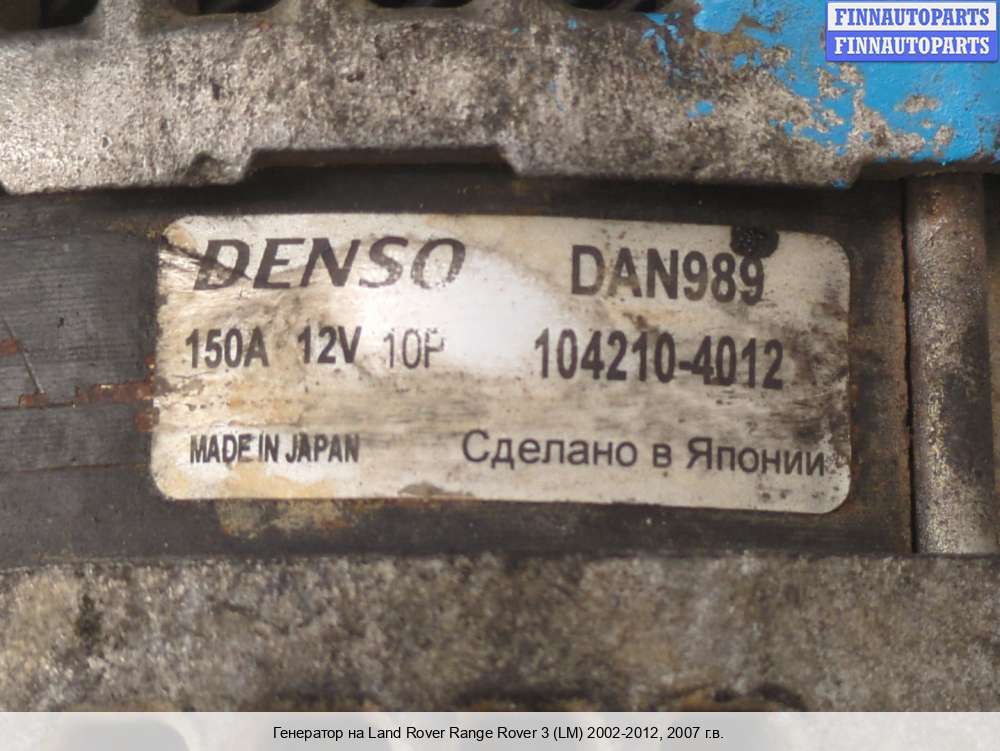 FINNAUTOPARTS
FINNAUTOPARTS
DENSO DAN989
150A 12V 10P 104210-4012
MADE IN JAPAN Сделано в Японии
Генератор на Land Rover Range Rover 3 (LM) 2002-2012, 2007 г.в.